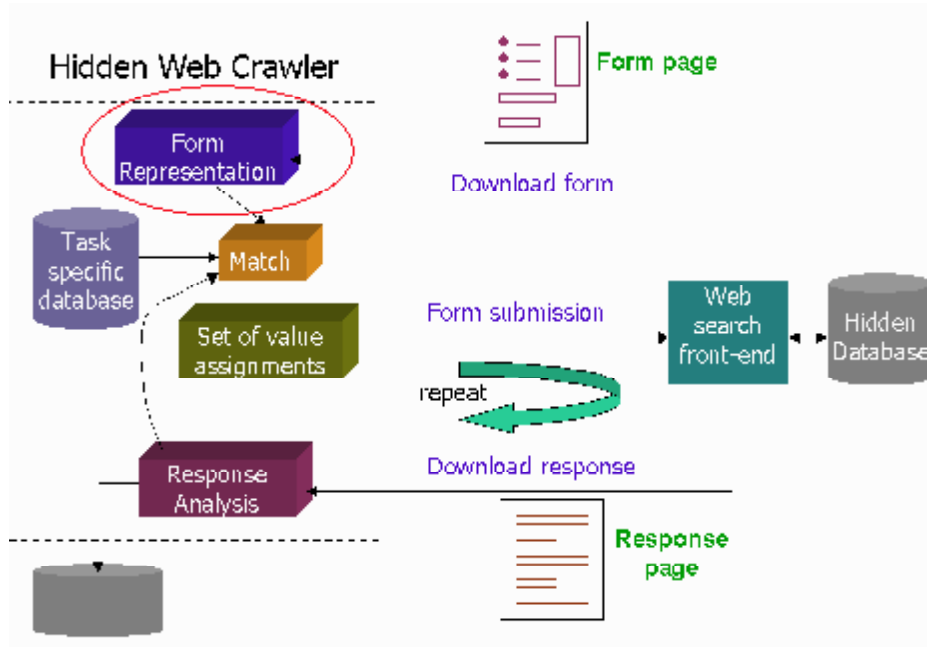 Hidden Web Crawler
Form page
Form
Representation
Download form
Task
specific
database
Match
Set of value
assignments
Form submission
Web
search
front-end
Hidden
Database
repeat
Download response
Response
Analysis
Response
page